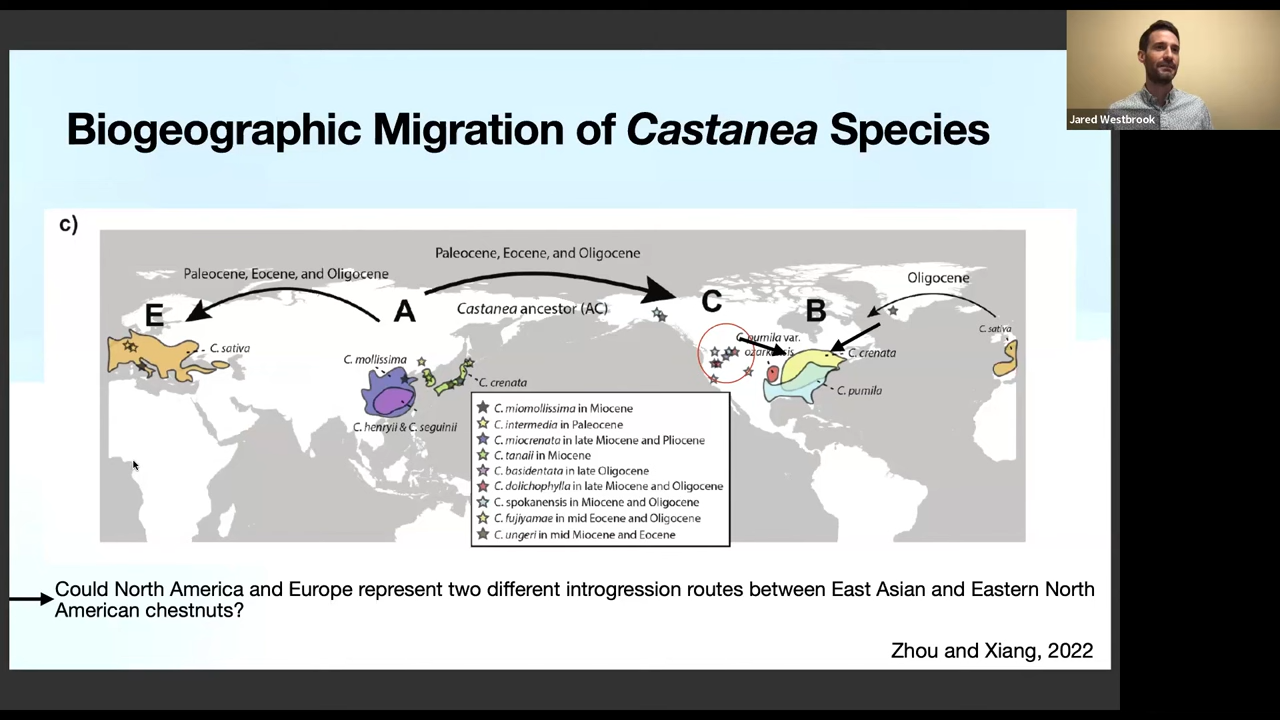 Jared Westbrook
Biogeographic Migration of Castanea Species
c)
Paleocene, Eocene, and Oligocene
Paleocene, Eocene, and Oligocene
Oligocene
E
A
Castanea ancestor (AC)
C
B
C. sativa
C. pumila var.
ozarkensis
C. sativa
C. mollissima
C. crenata
C. crenata
C. pumila
C. henryii & C. seguinii
C. miomollissima in Miocene
C. intermedia in Paleocene
C. miocrenata in late Miocene and Pliocene
C. tanaii in Miocene
C. basidentata in late Oligocene
C. dolichophylla in late Miocene and Oligocene
C. spokanensis in Miocene and Oligocene
C. fujiyamae in mid Eocene and Oligocene
C. ungeri in mid Miocene and Eocene
Could North America and Europe represent two different introgression routes between East Asian and Eastern North
American chestnuts?
Zhou and Xiang, 2022